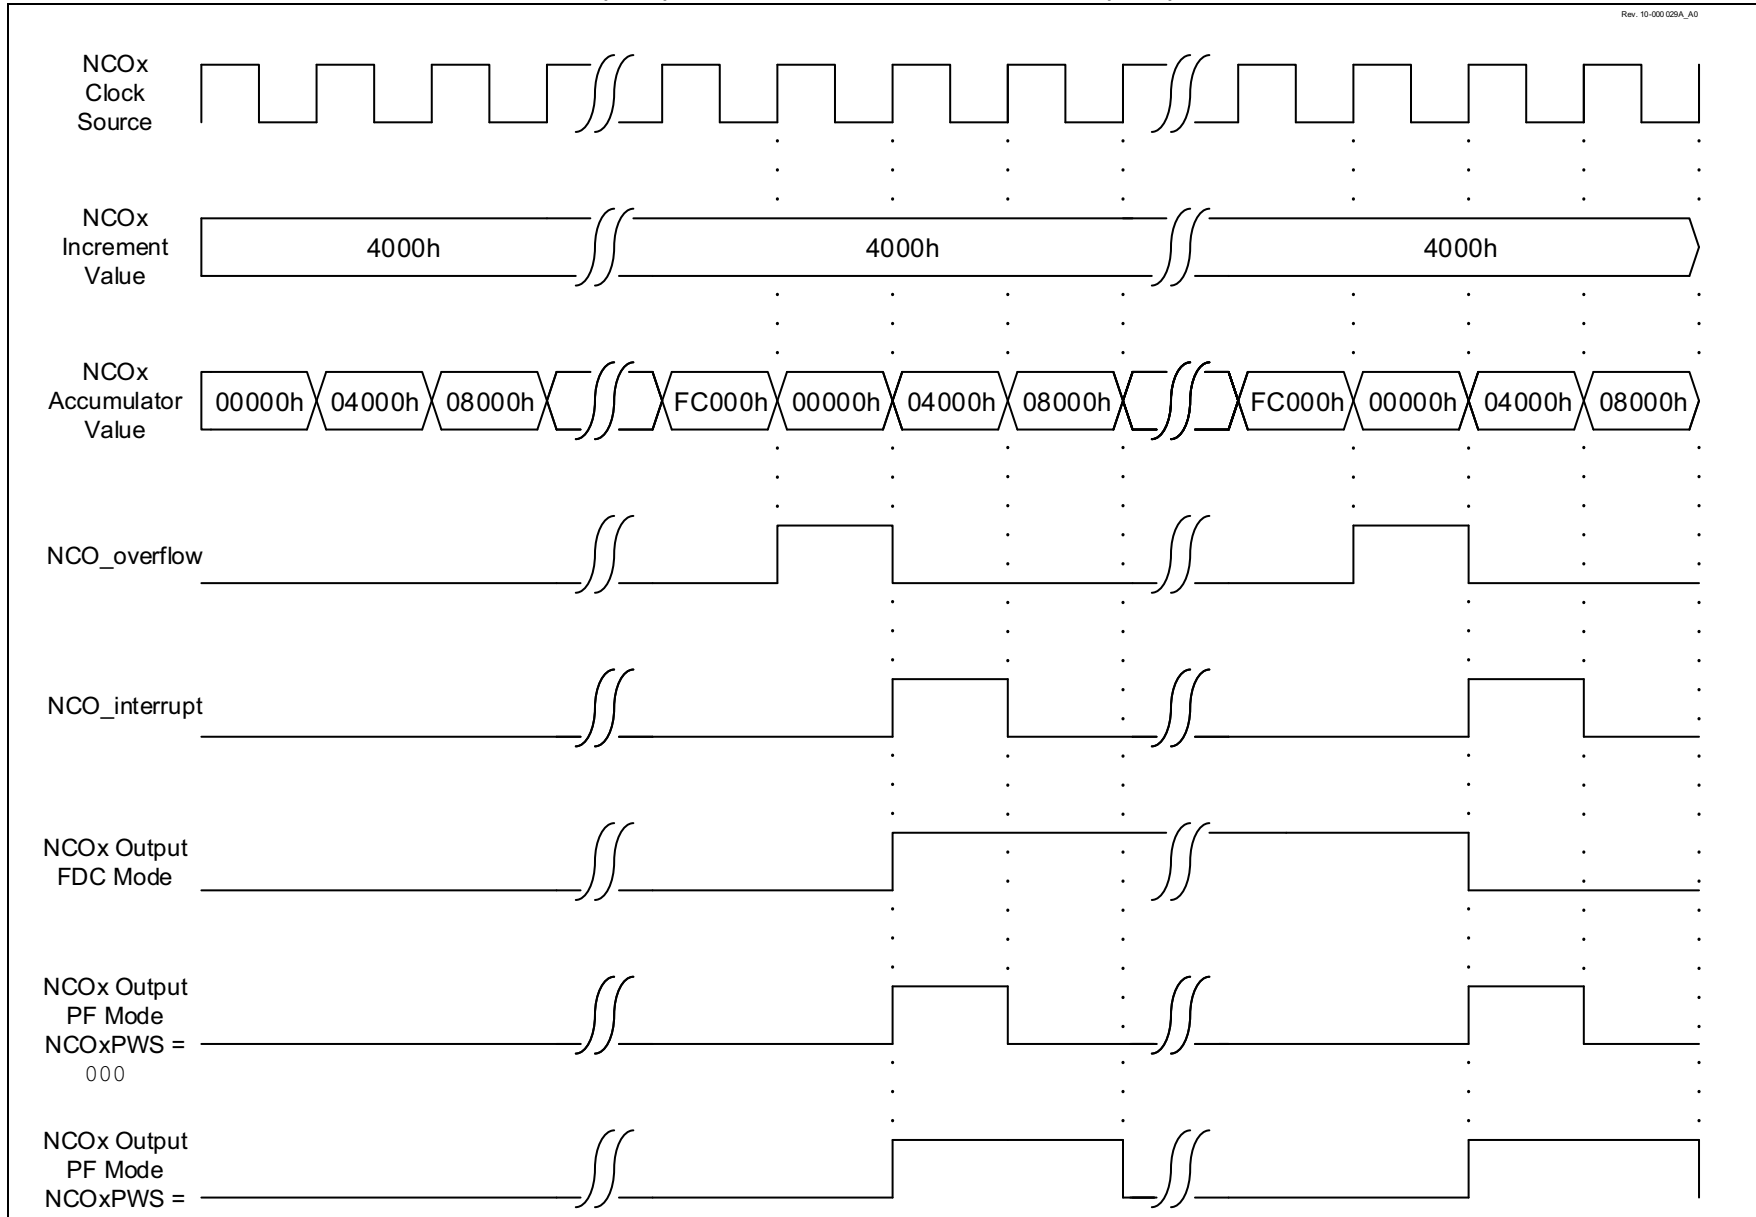 Rev. 10-000029A_A0
NCOx
Clock
Source
NCOx
Increment
Value
4000h
4000h
4000h
NCOx
Accumulator
Value
00000h 04000h 08000h FC000h 00000h 04000h 08000h FC000h 00000h 04000h 08000h
NCO_overflow
NCO_interrupt
NCOx Output
FDC Mode
NCOx Output
PF Mode
NCOxPWS =
000
NCOx Output
PF Mode
NCOxPWS =